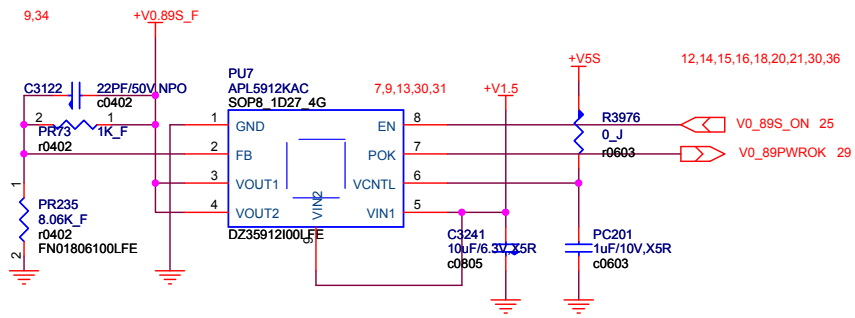 9,34
+V0.89S_F
C3122
22PF/50V,NPO
c0402
2
1
PR73
1K_F
r0402
1
PR235
8.06K_F
r0402
FN01806100LFE
2
PU7
APL5912KAC
SOP8_1D27_4G
1
GND
2
FB
3
VOUT1
4
VOUT2
EN
8
POK
7
VCNTL
6
VIN1
5
VIN2
9
DZ35912I00LFE
7,9,13,30,31
+V1.5
C3241
10uF/6.3V,X5R
c0805
+V5S
R3976
0_J
r0603
PC201
1uF/10V,X5R
c0603
12,14,15,16,18,20,21,30,36
V0_89S_ON 25
V0_89PWROK 29